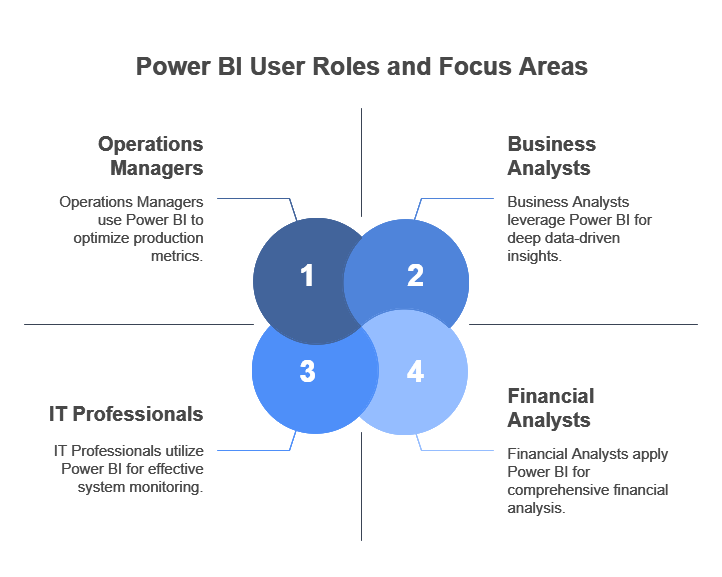 Power BI User Roles and Focus Areas
Operations
Managers
Operations Managers
use Power BI to
optimize production
metrics.
Business
Analysts
Business Analysts
leverage Power BI for
deep data-driven
insights.
1
2
3
4
IT Professionals
IT Professionals utilize
Power BI for effective
system monitoring.
Financial
Analysts
Financial Analysts apply
Power BI for
comprehensive financial
analysis.